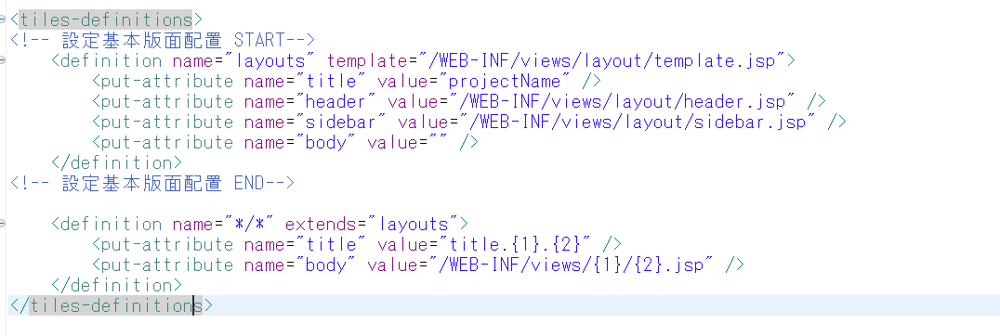 <tiles-definitions>
<!-- 設定基本版面配置 START-->
<definition name="layouts" template="/WEB-INF/views/layout/template.jsp">
<put-attribute name="title" value="projectName" />
<put-attribute name="header" value="/WEB-INF/views/layout/header.jsp" />
<put-attribute name="sidebar" value="/WEB-INF/views/layout/sidebar.jsp" />
<put-attribute name="body" value="" />
</definition>
<!-- 設定基本版面配置 END-->
<definition name="*/*" extends="layouts">
<put-attribute name="title" value="title.{1}.{2}" />
<put-attribute name="body" value="/WEB-INF/views/{1}/{2}.jsp" />
</definition>
</tiles-definitions>